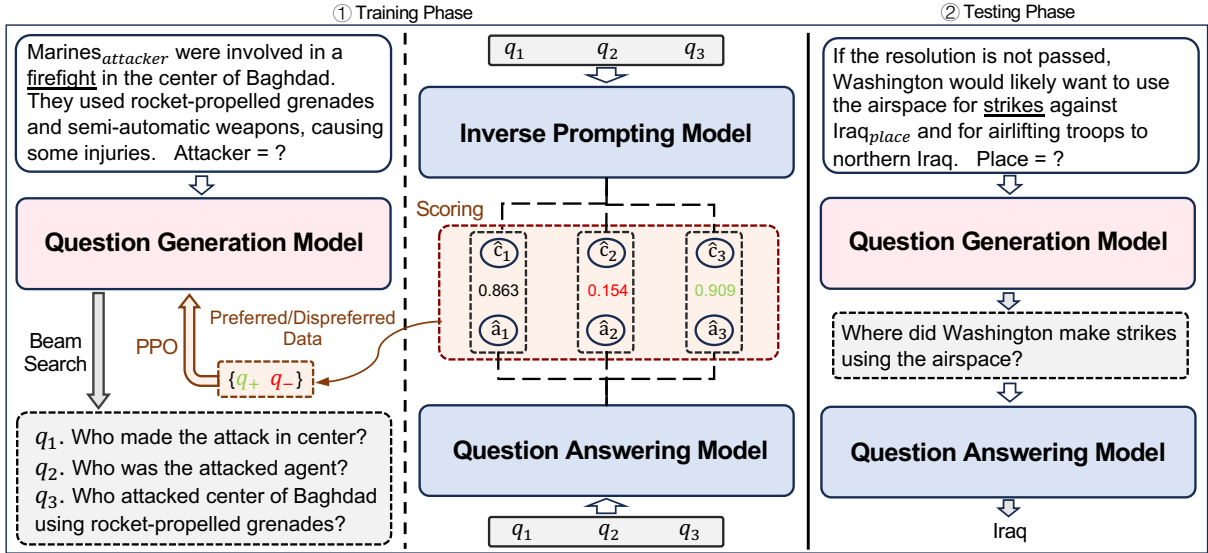 ① Training Phase
Marines_attacker were involved in a
firefight in the center of Baghdad.
They used rocket-propelled grenades
and semi-automatic weapons, causing
some injuries. Attacker = ?
Question Generation Model
Beam
Search
PPO
Preferred/Dispreferred
Data
{q₊ q₋}
q₁. Who made the attack in center?
q₂. Who was the attacked agent?
q₃. Who attacked center of Baghdad
using rocket-propelled grenades?
q₁ q₂ q₃
Inverse Prompting Model
Scoring
ĉ₁ ĉ₂ ĉ₃
0.863 0.154 0.909
â₁ â₂ â₃
Question Answering Model
q₁ q₂ q₃
② Testing Phase
If the resolution is not passed,
Washington would likely want to use
the airspace for strikes against
Iraq_place and for airlifting troops to
northern Iraq. Place = ?
Question Generation Model
Where did Washington make strikes
using the airspace?
Question Answering Model
Iraq